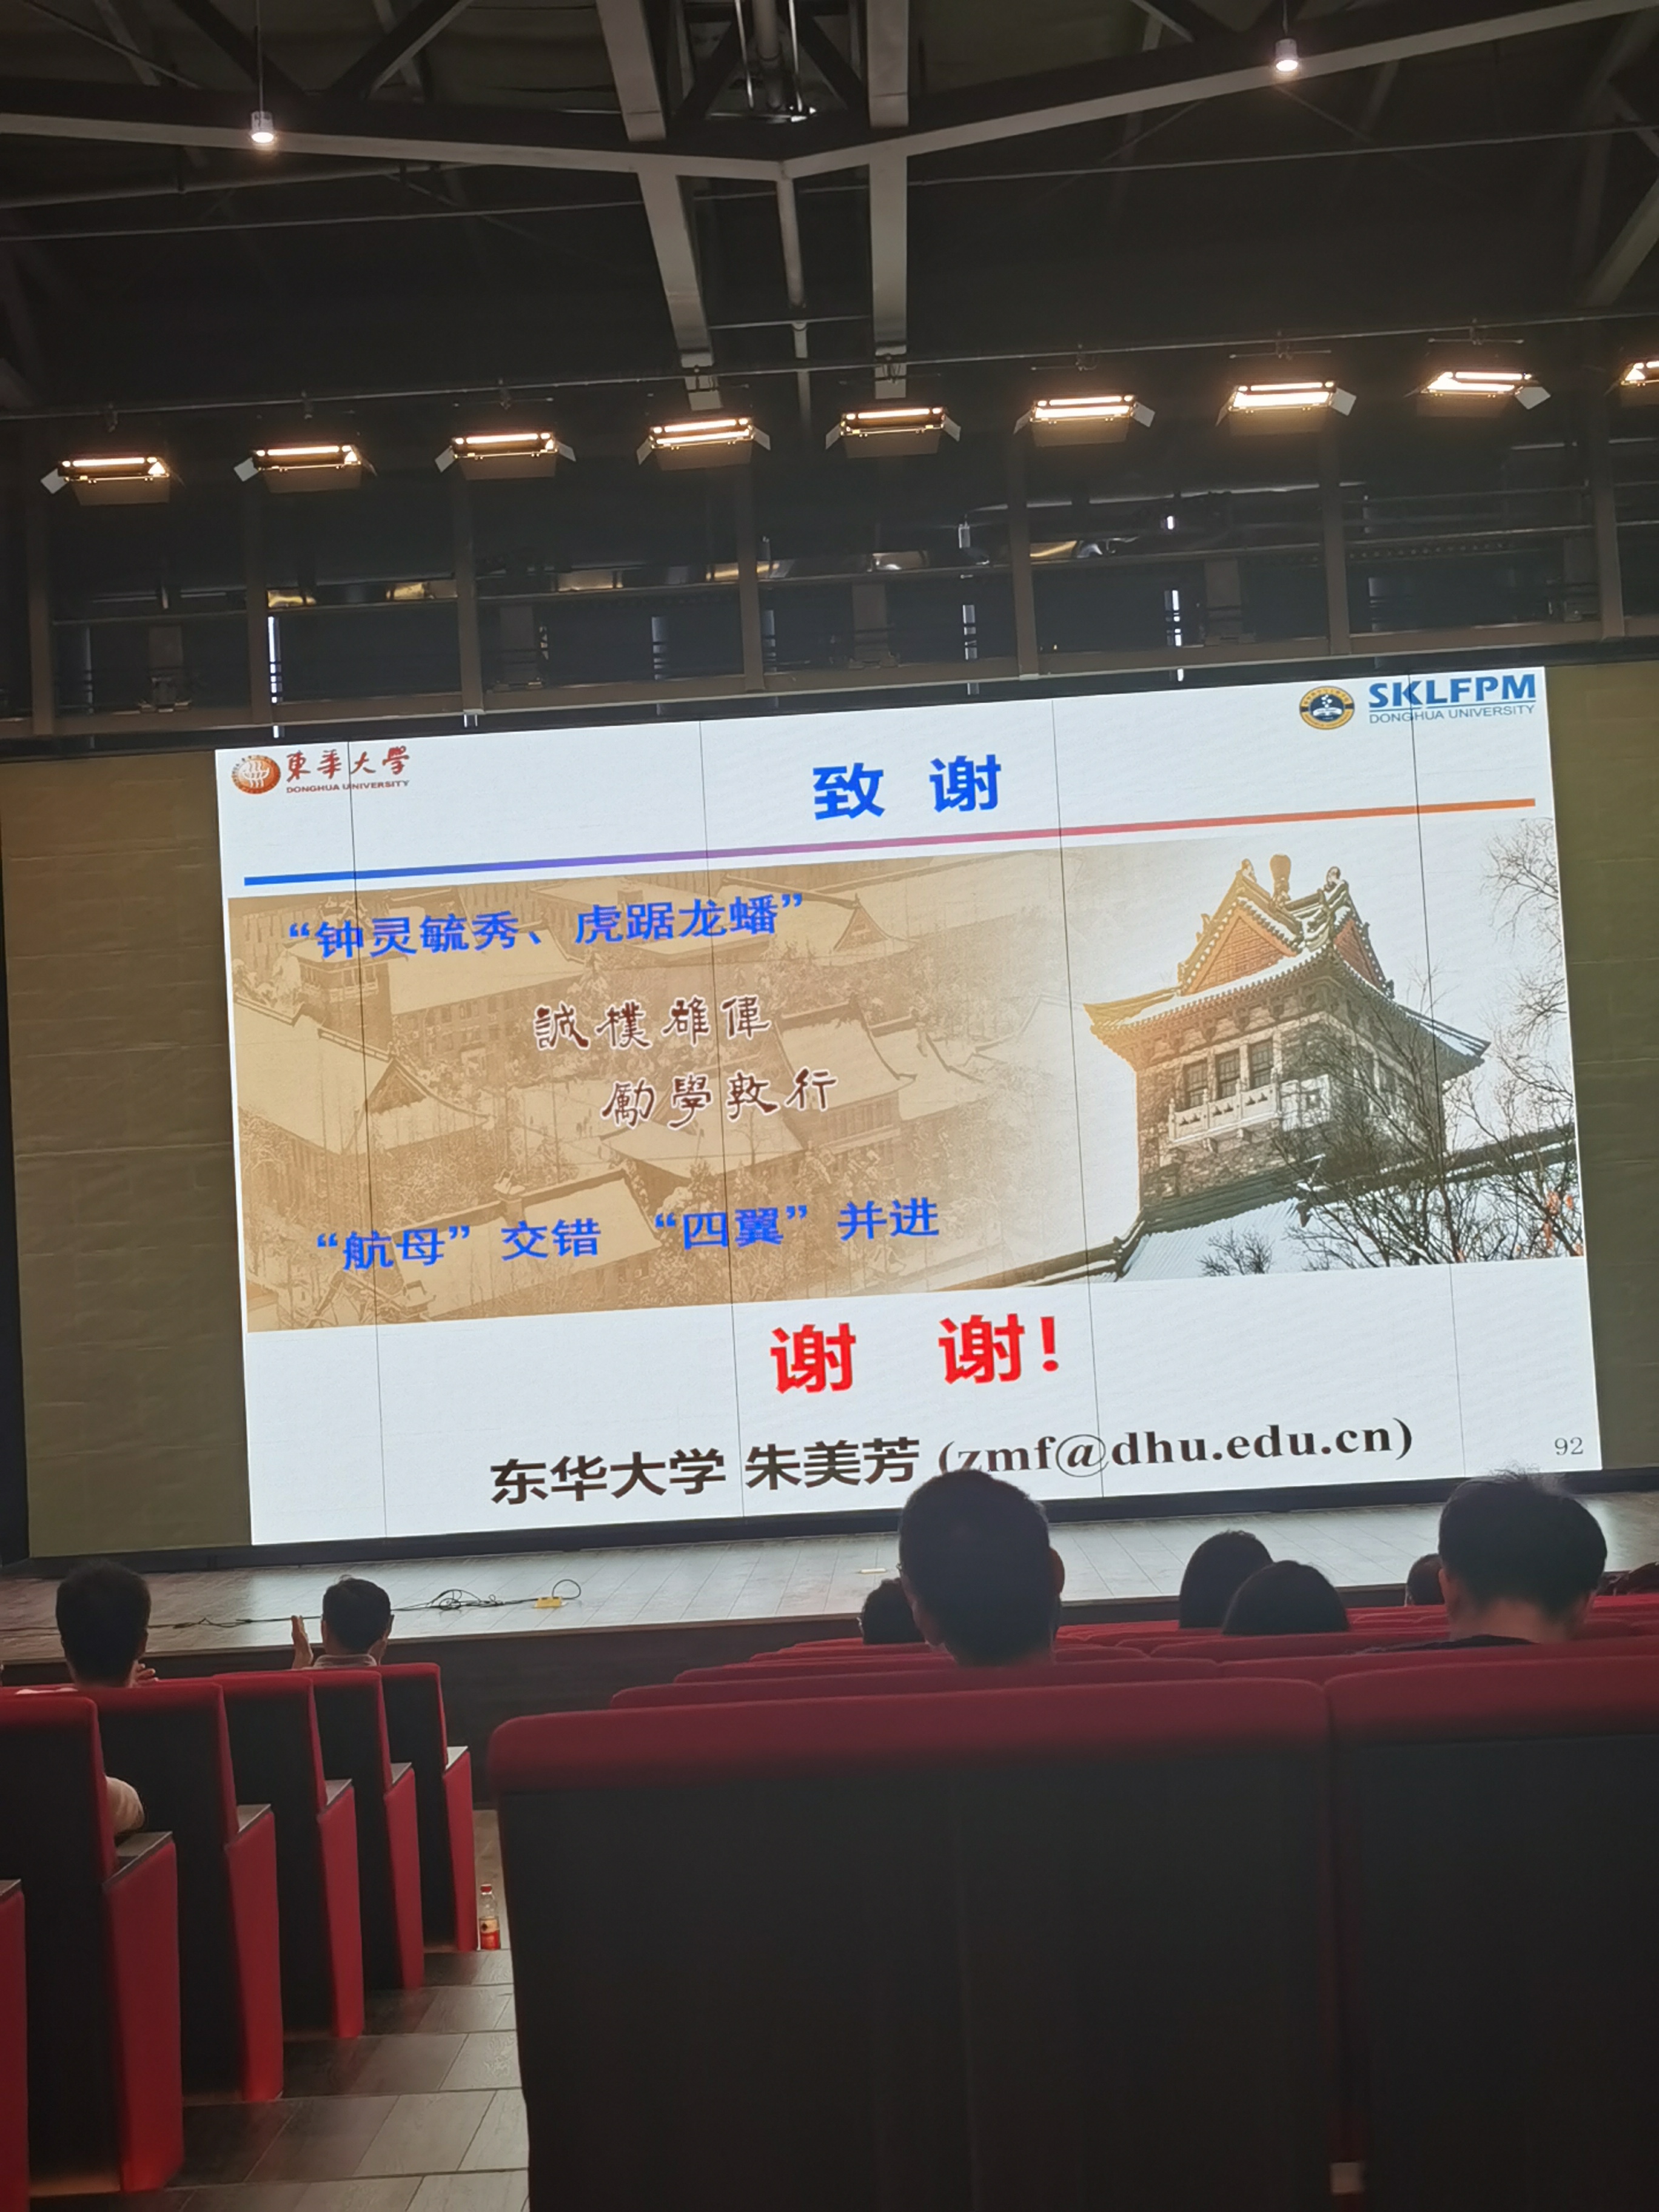 東華大學
DONGHUA UNIVERSITY
SKLFPM
DONGHUA UNIVERSITY
致 谢
“钟灵毓秀、虎踞龙蟠”
誠樸雄偉
勵學敦行
“航母”交错 “四翼”并进
谢 谢!
东华大学 朱美芳 (zmf@dhu.edu.cn)
92